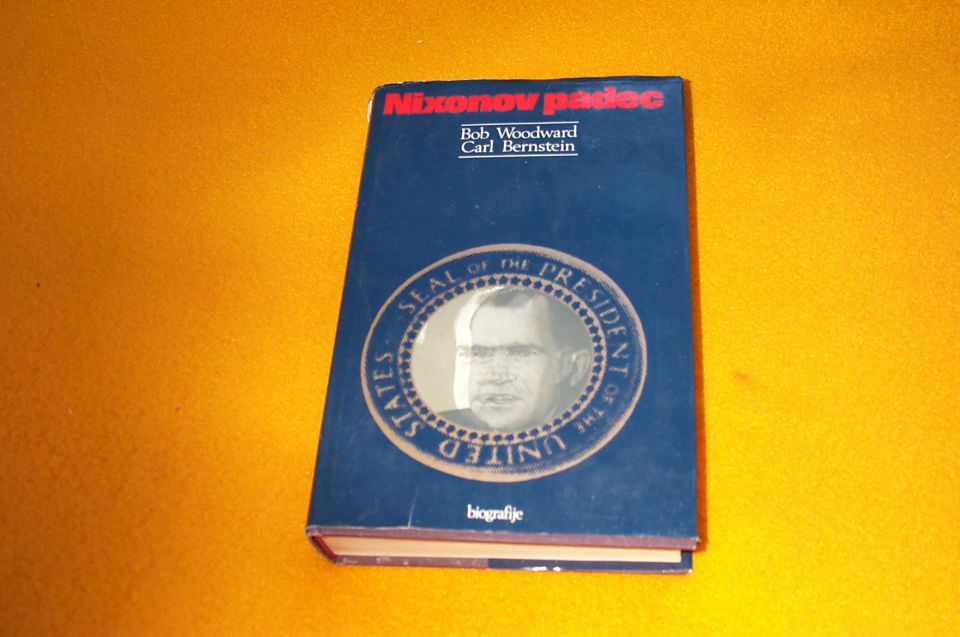 Nixonov padec
Bob Woodward
Carl Bernstein
SEAL OF THE PRESIDENT OF THE UNITED STATES
biografije